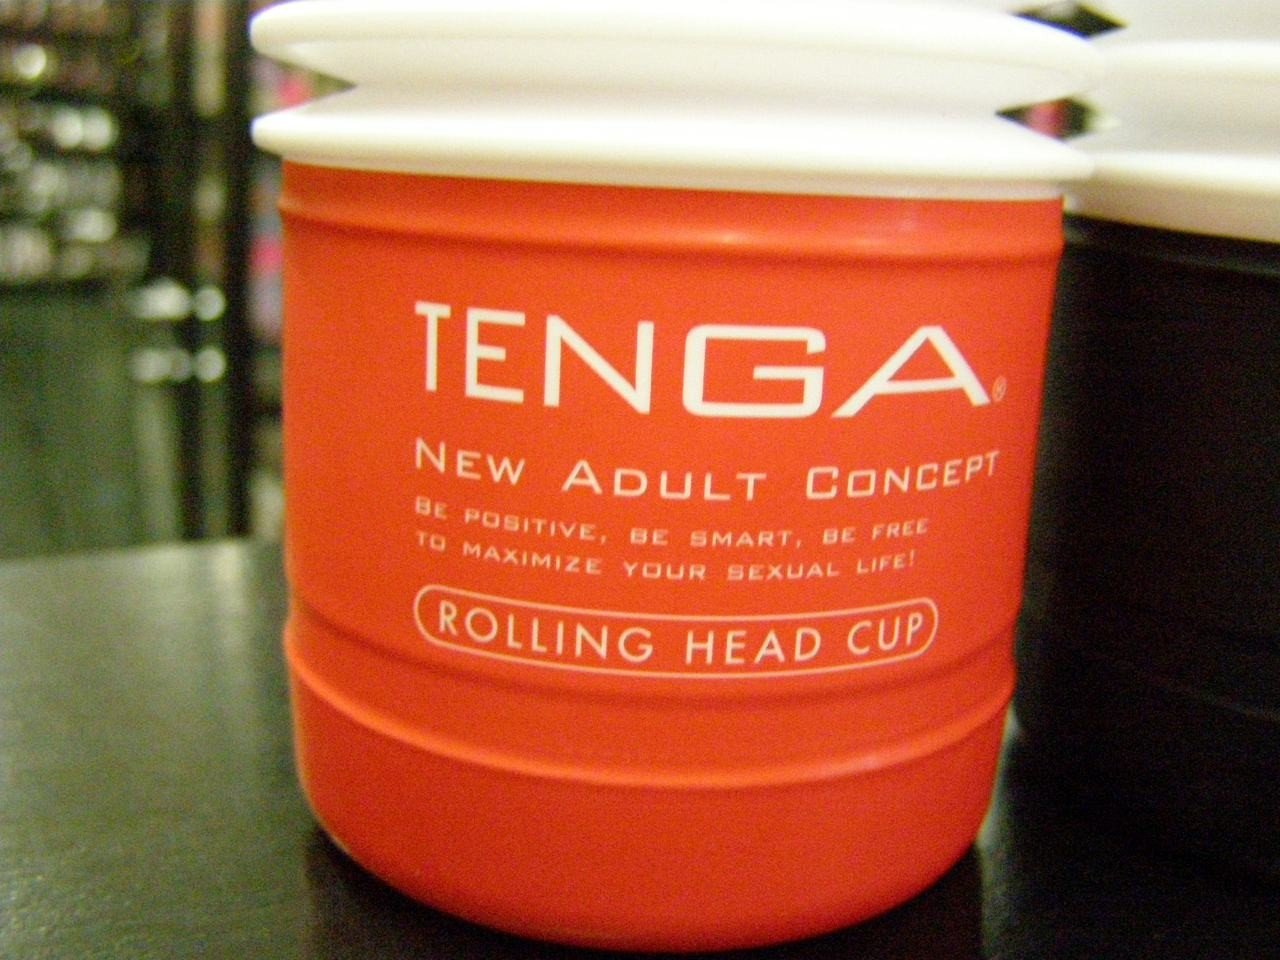 TENGA®
NEW ADULT CONCEPT
BE POSITIVE, BE SMART, BE FREE
TO MAXIMIZE YOUR SEXUAL LIFE!
ROLLING HEAD CUP